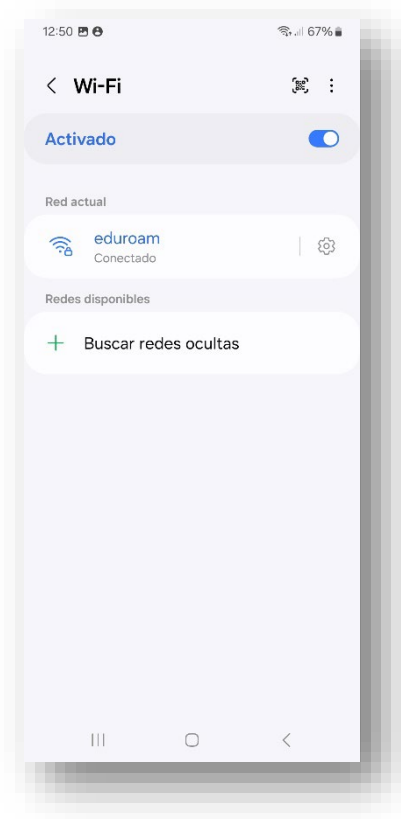 12:50 67%
Wi-Fi
Activado
Red actual
eduroam
Conectado
Redes disponibles
Buscar redes ocultas